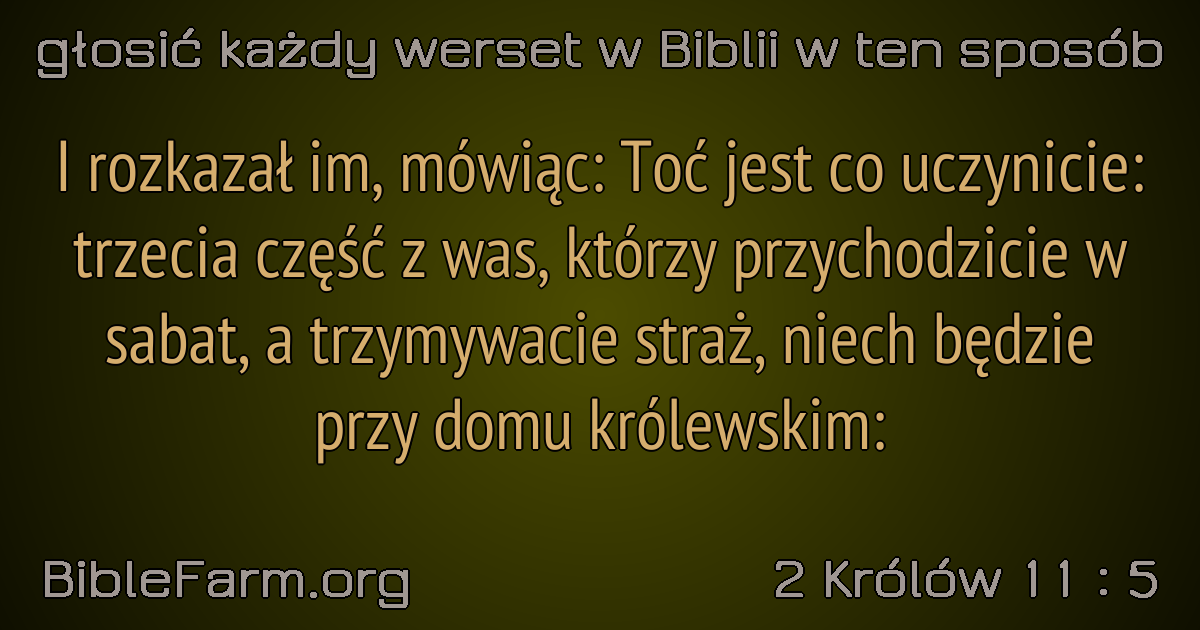 głosić każdy werset w Biblii w ten sposób
I rozkazał im, mówiąc: Toć jest co uczynicie:
trzecia część z was, którzy przychodzicie w
sabat, a trzymywacie straż, niech będzie
przy domu królewskim:
BibleFarm.org
2 Królów 11 : 5